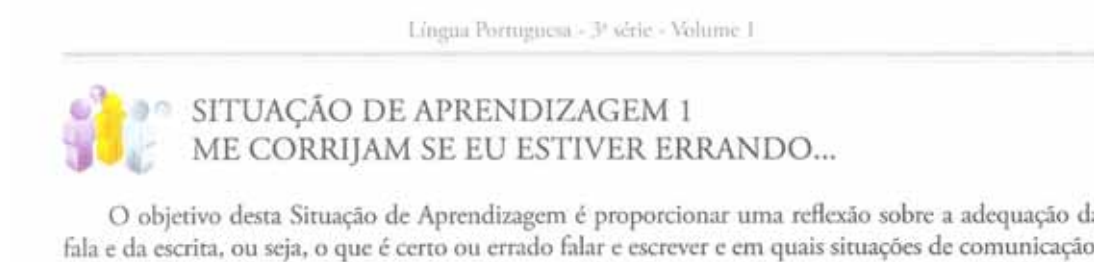 Língua Portuguesa - 3ª série - Volume 1
SITUAÇÃO DE APRENDIZAGEM 1
ME CORRIJAM SE EU ESTIVER ERRANDO...
O objetivo desta Situação de Aprendizagem é proporcionar uma reflexão sobre a adequação da
fala e da escrita, ou seja, o que é certo ou errado falar e escrever e em quais situações de comunicação.